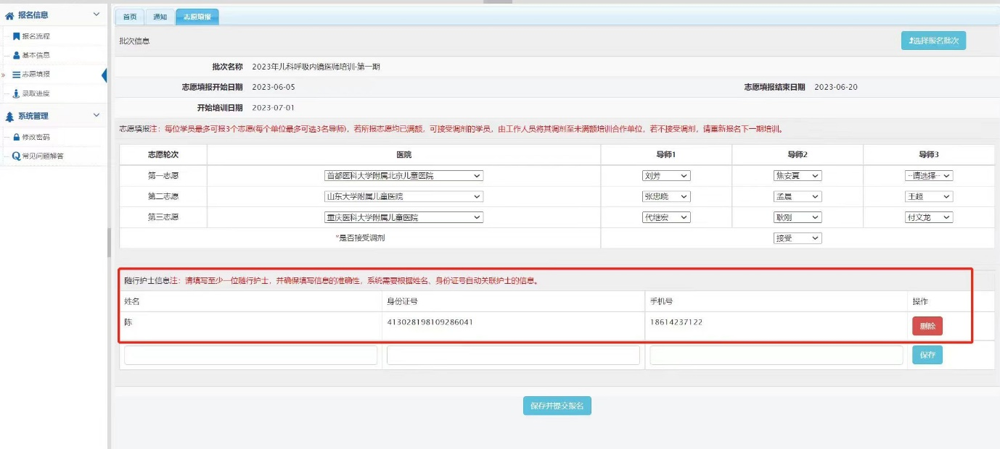 报名信息
报名流程
基本信息
志愿填报
录取进度
系统管理
修改密码
常见问题解答
首页 通知 志愿填报
批次信息 选择报名批次
批次名称 2023年儿科呼吸内镜医师培训-第一期
志愿填报开始日期 2023-06-05 志愿填报结束日期 2023-06-20
开始培训日期 2023-07-01
志愿填报注：每位学员最多可报3个志愿(每个单位最多可选3名导师)，若所报志愿均已满额，可接受调剂的学员，由工作人员将其调剂至未满额培训合作单位，若不接受调剂，请重新报名下一期培训。
志愿轮次 医院 导师1 导师2 导师3
第一志愿 首都医科大学附属北京儿童医院 刘芳 焦安夏 --请选择--
第二志愿 山东大学附属儿童医院 张忠晓 孟晨 王超
第三志愿 重庆医科大学附属儿童医院 代继宏 耿刚 付文龙
*是否接受调剂 接受
随行护士信息注：请填写至少一位随行护士，并确保填写信息的准确性，系统需要根据姓名、身份证号自动关联护士的信息。
姓名 身份证号 手机号 操作
陈 413028198109286041 18614237122 删除
保存
保存并提交报名